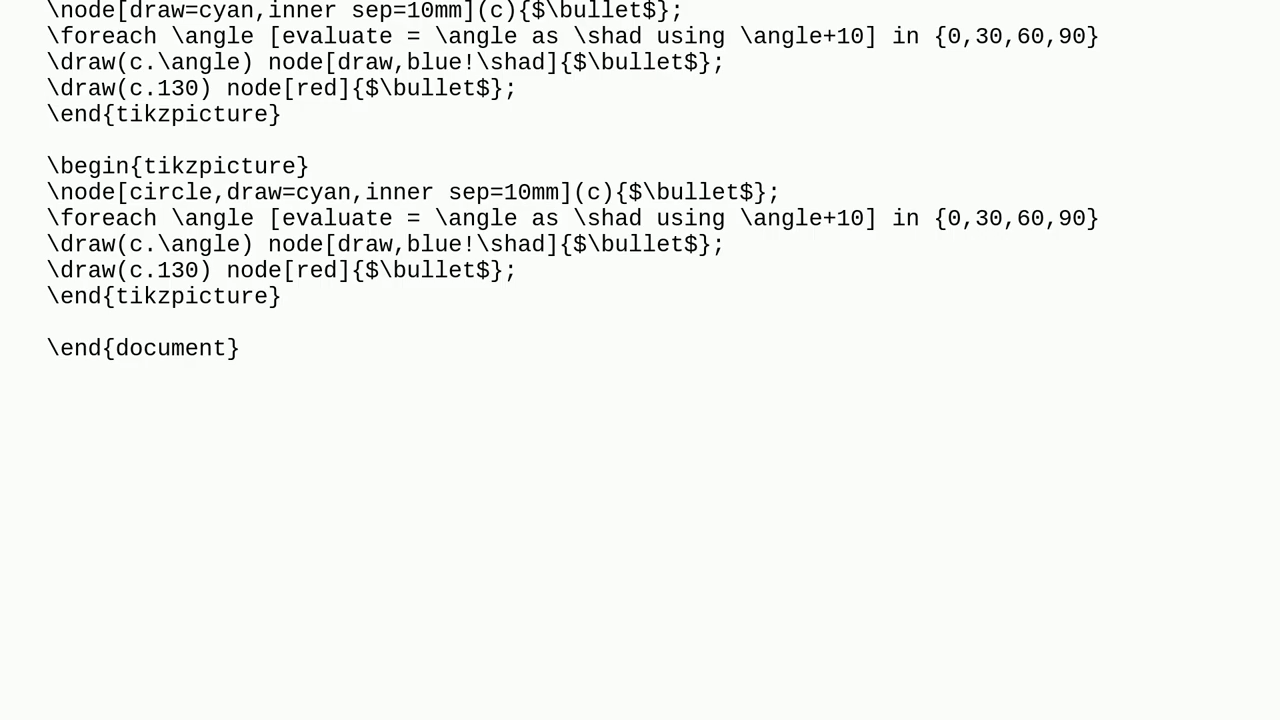 \node[draw=cyan,inner sep=10mm](c){$\bullet$};
\foreach \angle [evaluate = \angle as \shad using \angle+10] in {0,30,60,90}
\draw(c.\angle) node[draw,blue!\shad]{$\bullet$};
\draw(c.130) node[red]{$\bullet$};
\end{tikzpicture}

\begin{tikzpicture}
\node[circle,draw=cyan,inner sep=10mm](c){$\bullet$};
\foreach \angle [evaluate = \angle as \shad using \angle+10] in {0,30,60,90}
\draw(c.\angle) node[draw,blue!\shad]{$\bullet$};
\draw(c.130) node[red]{$\bullet$};
\end{tikzpicture}

\end{document}